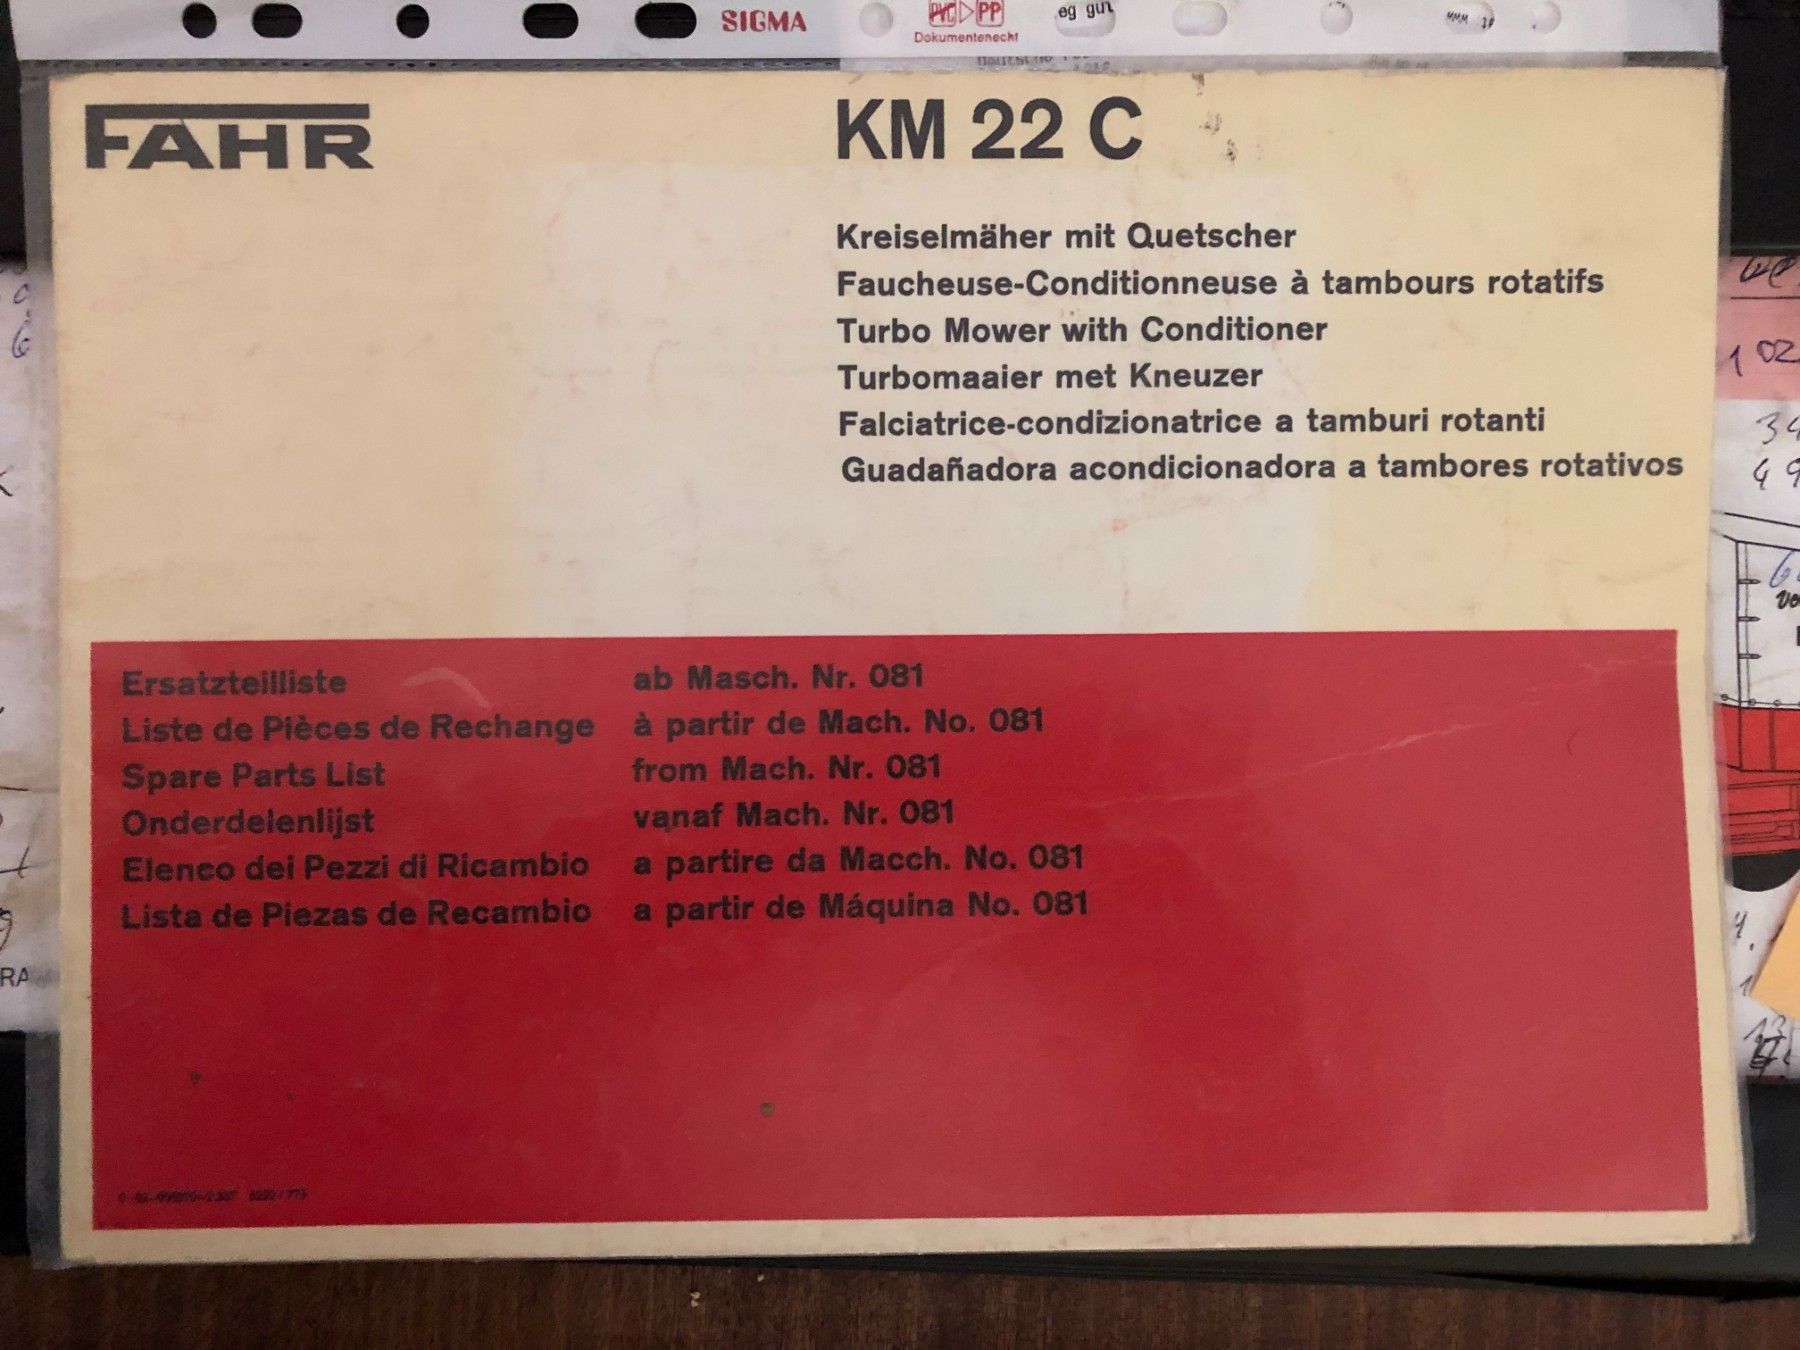 SIGMA
PVC PP
Dokumentenecht
FAHR
KM 22 C
Kreiselmäher mit Quetscher
Faucheuse-Conditionneuse à tambours rotatifs
Turbo Mower with Conditioner
Turbomaaier met Kneuzer
Falciatrice-condizionatrice a tamburi rotanti
Guadañadora acondicionadora a tambores rotativos
Ersatzteilliste ab Masch. Nr. 081
Liste de Pièces de Rechange à partir de Mach. No. 081
Spare Parts List from Mach. Nr. 081
Onderdelenlijst vanaf Mach. Nr. 081
Elenco dei Pezzi di Ricambio a partire da Macch. No. 081
Lista de Piezas de Recambio a partir de Máquina No. 081